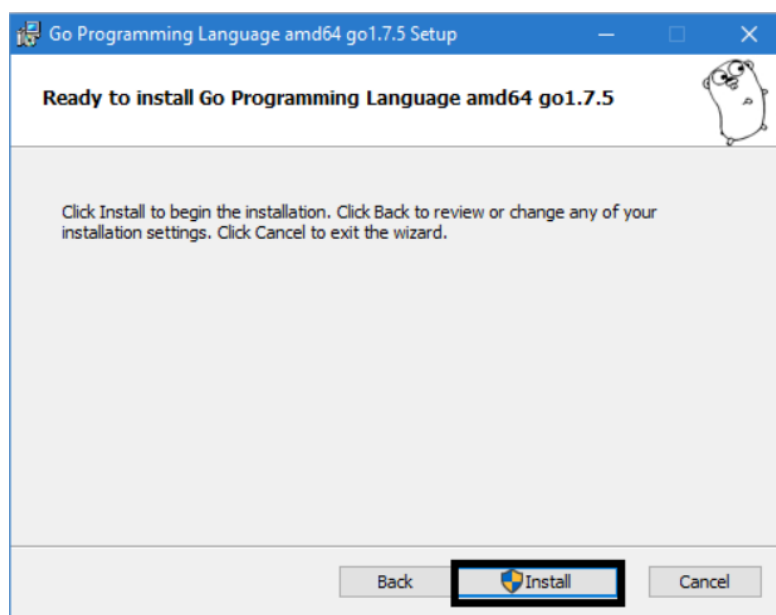 Go Programming Language amd64 go1.7.5 Setup
Ready to install Go Programming Language amd64 go1.7.5
Click Install to begin the installation. Click Back to review or change any of your
installation settings. Click Cancel to exit the wizard.
Back Install Cancel